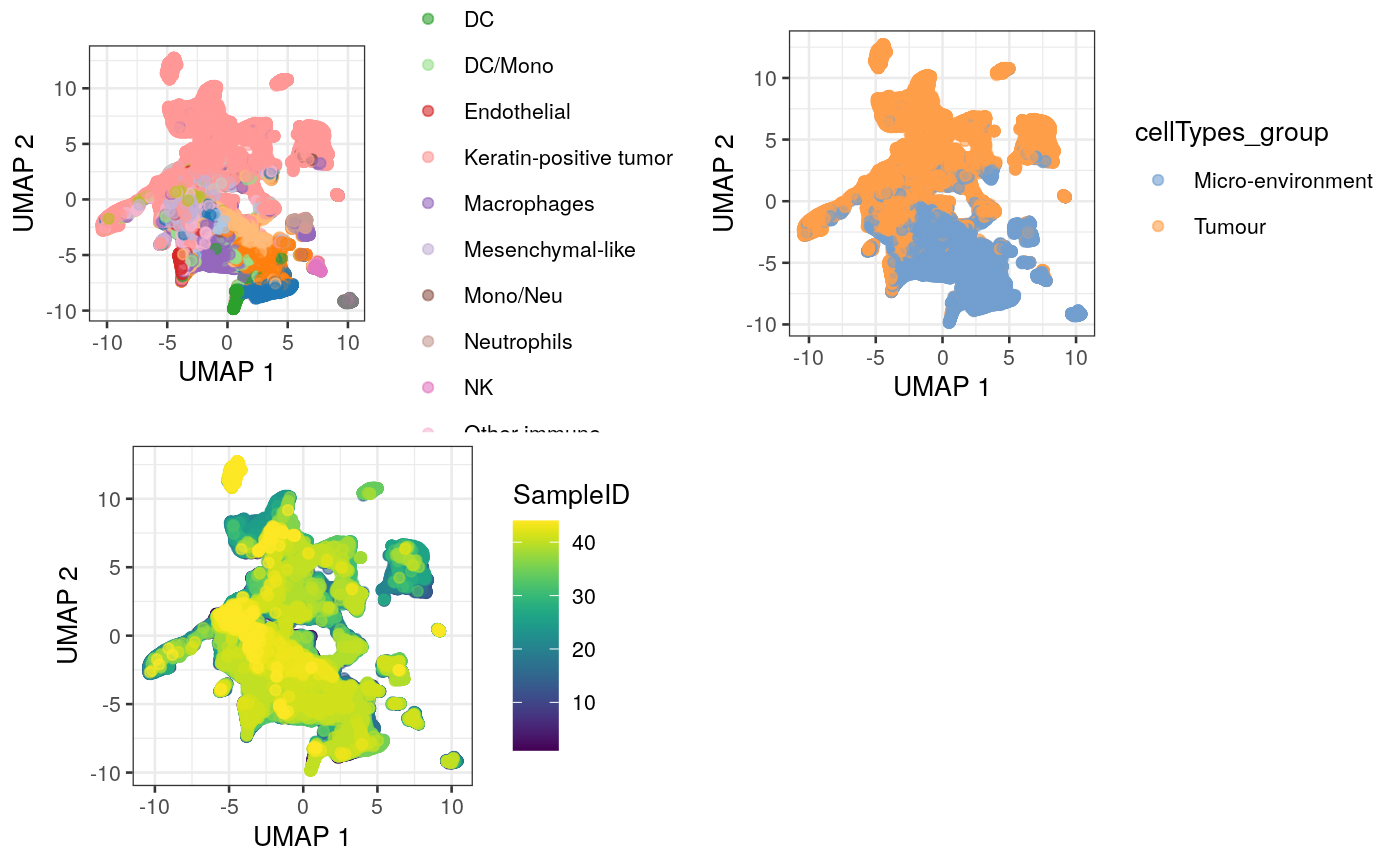 DC
DC/Mono
Endothelial
Keratin-positive tumor
Macrophages
Mesenchymal-like
Mono/Neu
Neutrophils
NK
UMAP 2
10
5
0
-5
-10
-10 -5 0 5 10
UMAP 1
UMAP 2
10
5
0
-5
-10
-10 -5 0 5 10
UMAP 1
cellTypes_group
Micro-environment
Tumour
UMAP 2
10
5
0
-5
-10
-10 -5 0 5 10
UMAP 1
SampleID
40
30
20
10